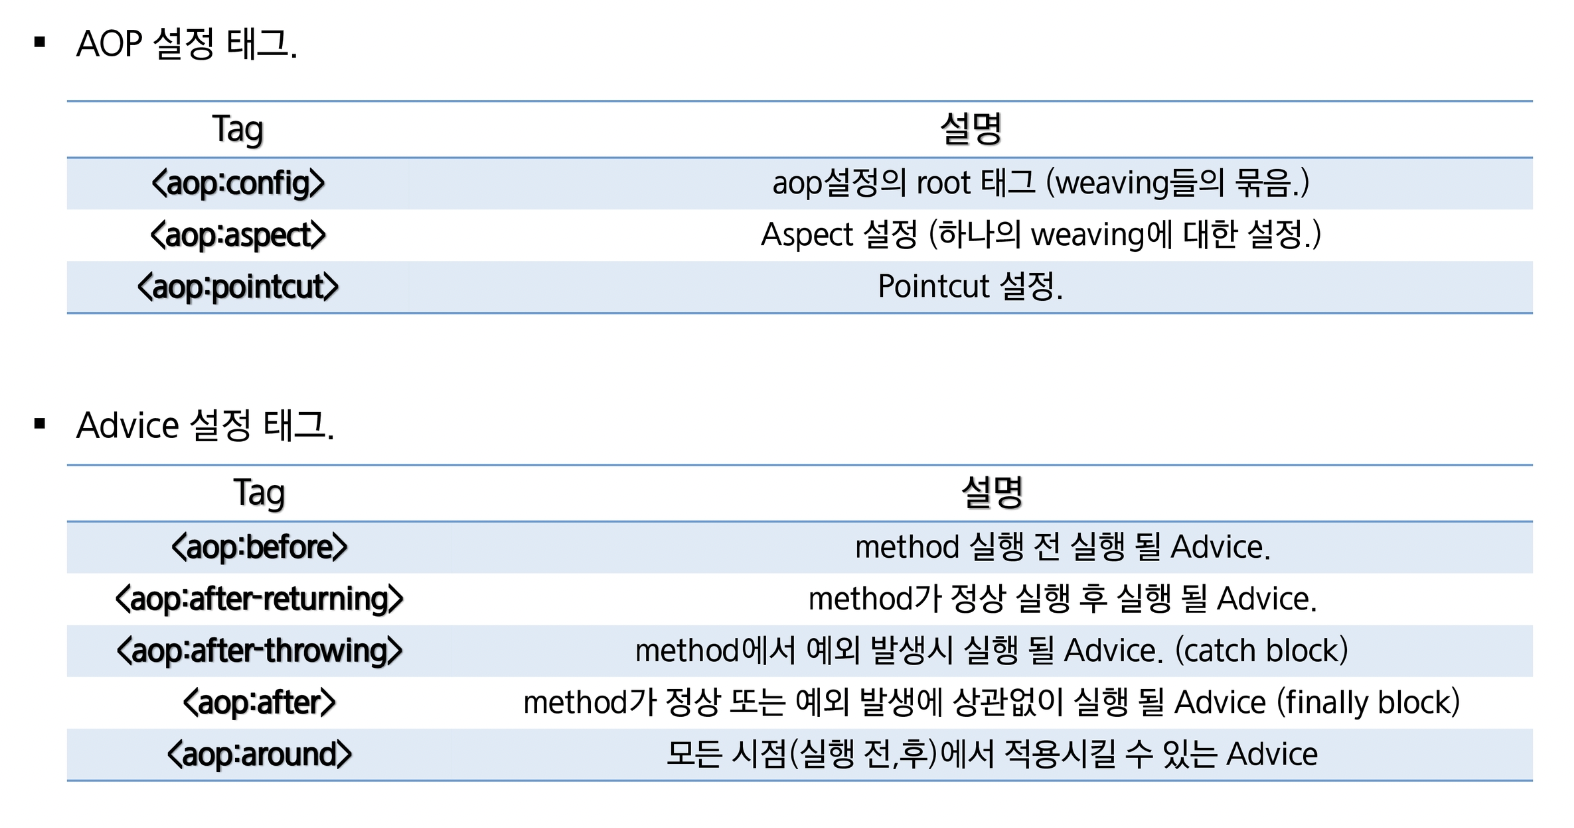 ▪ AOP 설정 태그.
Tag 설명
<aop:config> aop설정의 root 태그 (weaving들의 묶음.)
<aop:aspect> Aspect 설정 (하나의 weaving에 대한 설정.)
<aop:pointcut> Pointcut 설정.
▪ Advice 설정 태그.
Tag 설명
<aop:before> method 실행 전 실행 될 Advice.
<aop:after-returning> method가 정상 실행 후 실행 될 Advice.
<aop:after-throwing> method에서 예외 발생시 실행 될 Advice. (catch block)
<aop:after> method가 정상 또는 예외 발생에 상관없이 실행 될 Advice (finally block)
<aop:around> 모든 시점(실행 전,후)에서 적용시킬 수 있는 Advice